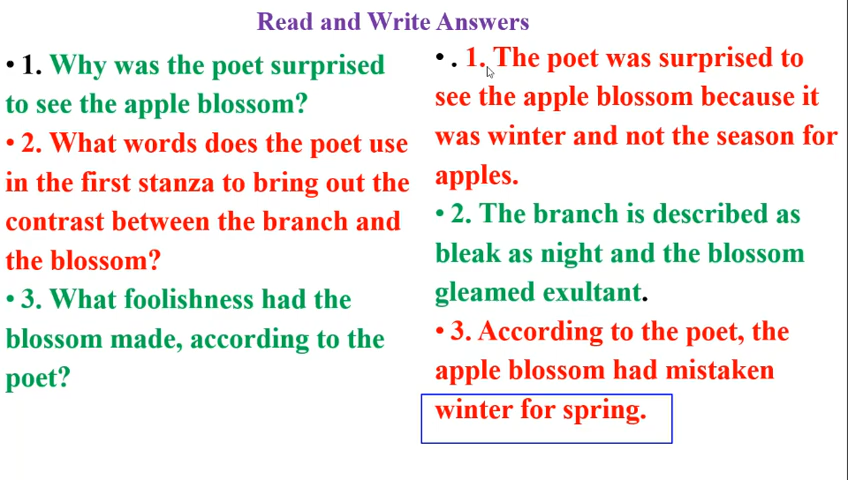 Read and Write Answers
• 1. Why was the poet surprised
to see the apple blossom?
• 2. What words does the poet use
in the first stanza to bring out the
contrast between the branch and
the blossom?
• 3. What foolishness had the
blossom made, according to the
poet?
• . 1. The poet was surprised to
see the apple blossom because it
was winter and not the season for
apples.
• 2. The branch is described as
bleak as night and the blossom
gleamed exultant.
• 3. According to the poet, the
apple blossom had mistaken
winter for spring.